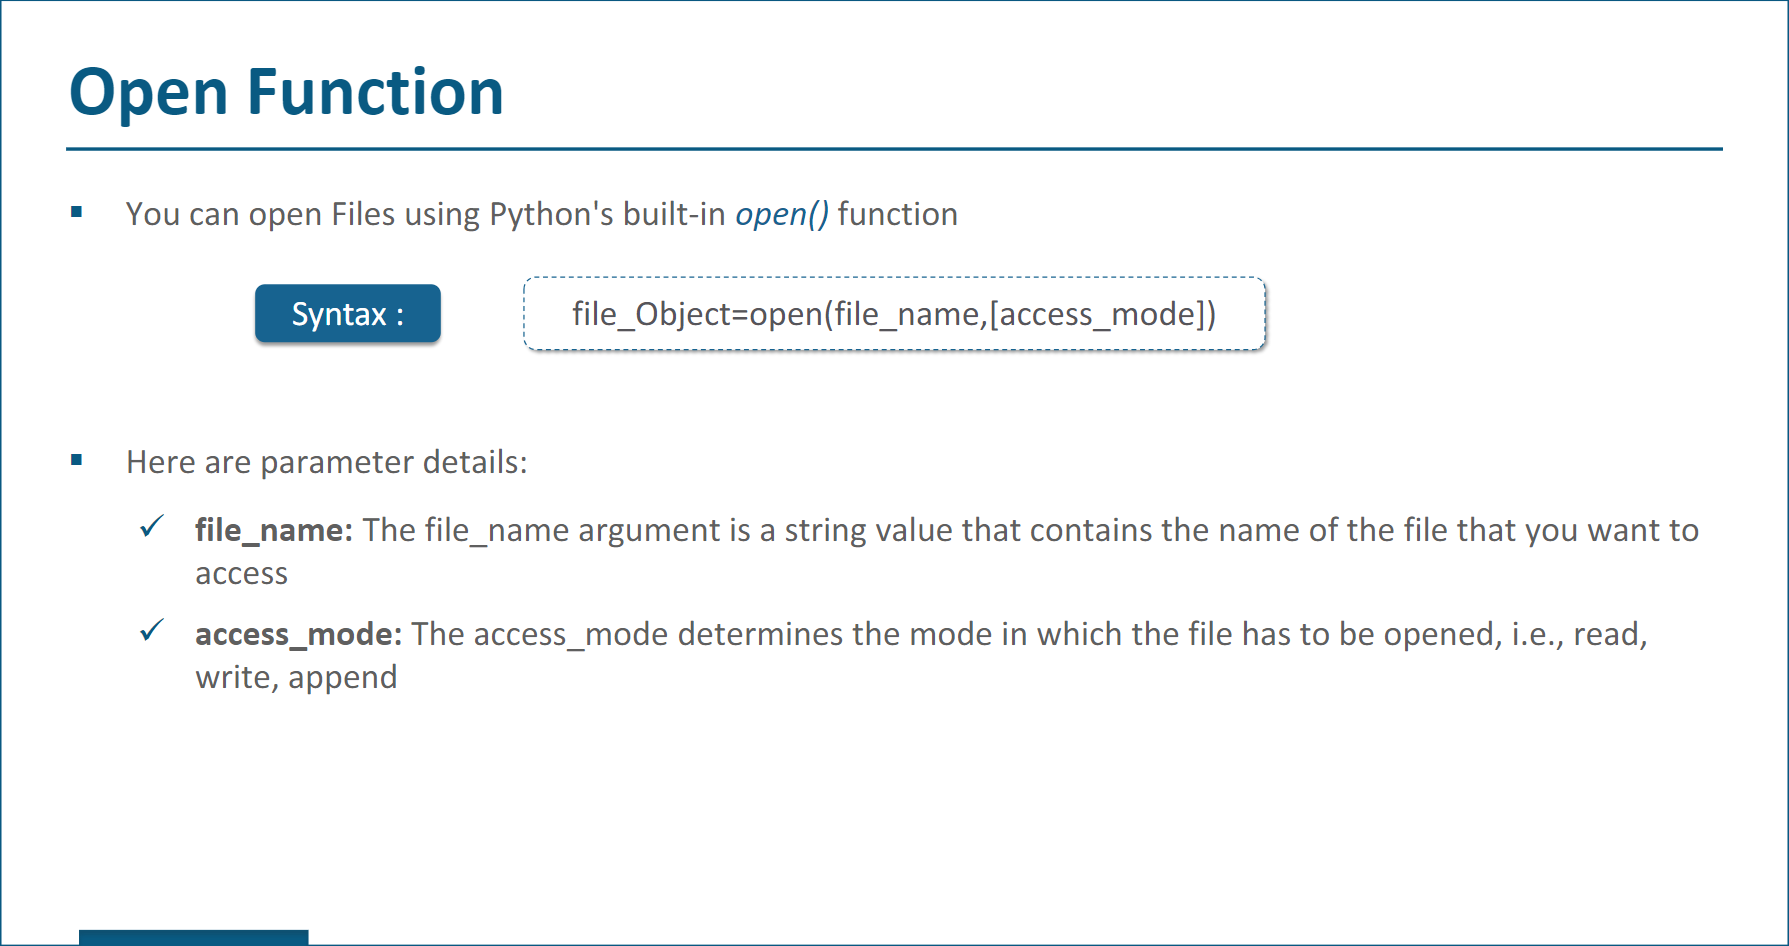 Open Function
You can open Files using Python's built-in open() function
Syntax :
file_Object=open(file_name,[access_mode])
Here are parameter details:
file_name: The file_name argument is a string value that contains the name of the file that you want to
access
access_mode: The access_mode determines the mode in which the file has to be opened, i.e., read,
write, append